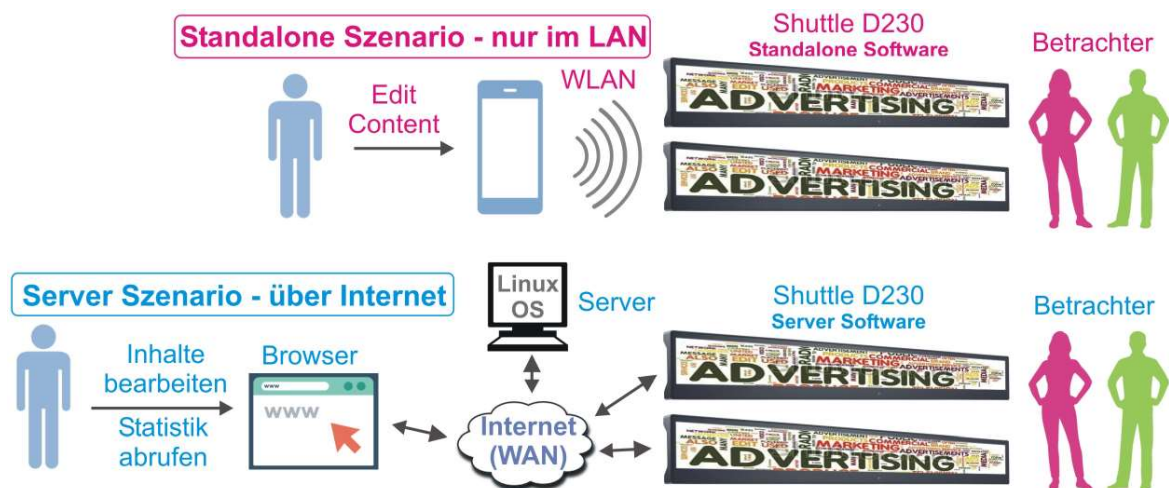 Standalone Szenario - nur im LAN
Shuttle D230
Standalone Software
Betrachter
Edit
Content
WLAN
ADVERTISING
MARKETING
ADVERTISING
MARKETING
Server Szenario - über Internet
Linux
OS
Server
Shuttle D230
Server Software
Betrachter
Inhalte
bearbeiten
Statistik
abrufen
Browser
www
www
Internet
(WAN)
ADVERTISING
MARKETING
ADVERTISING
MARKETING